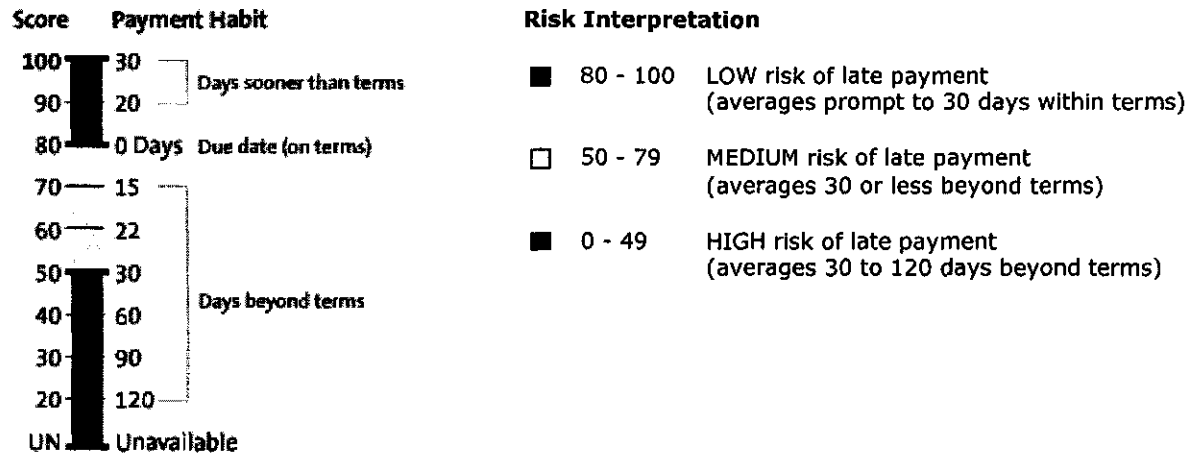 Score Payment Habit
100 30
Days sooner than terms
90 20
80 0 Days Due date (on terms)
70 15
60 22
50 30
Days beyond terms
40 60
30 90
20 120
UN Unavailable
Risk Interpretation
80 - 100 LOW risk of late payment
(averages prompt to 30 days within terms)
50 - 79 MEDIUM risk of late payment
(averages 30 or less beyond terms)
0 - 49 HIGH risk of late payment
(averages 30 to 120 days beyond terms)